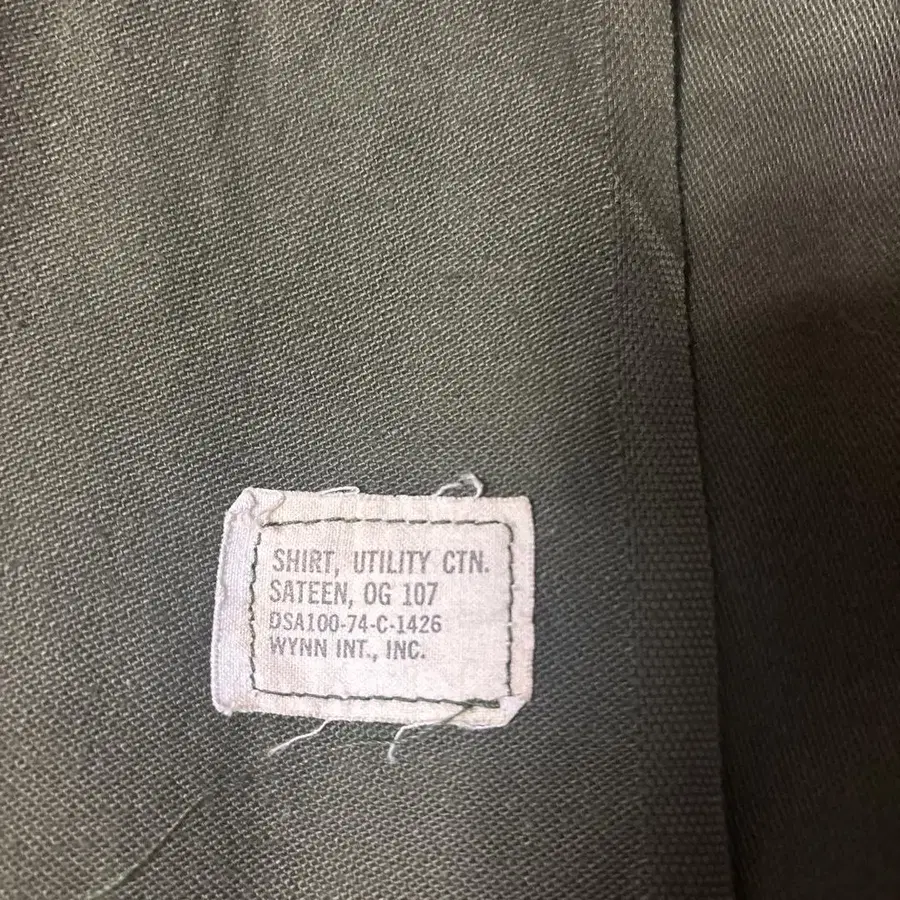 SHIRT, UTILITY CTN.
SATEEN, OG 107
DSA100-74-C-1426
WYNN INT., INC.